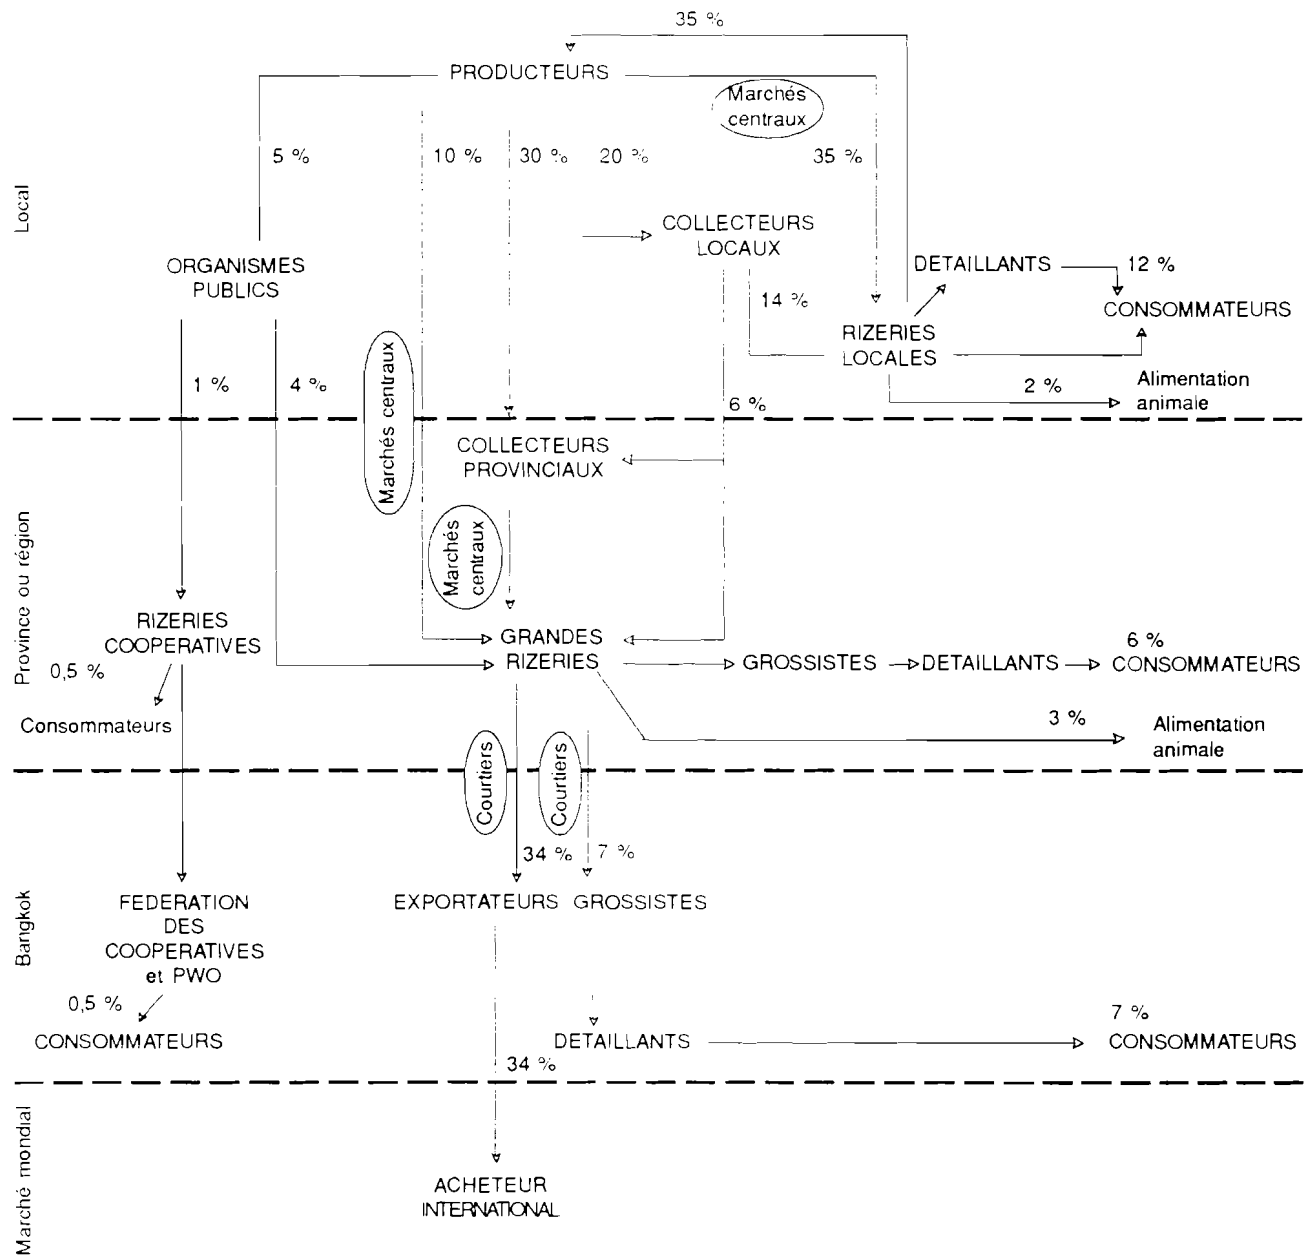 35 %
PRODUCTEURS
Marchés
centraux
5 %
10 %
30 %
20 %
35 %
Local
COLLECTEURS
LOCAUX
ORGANISMES
PUBLICS
DETAILLANTS
12 %
CONSOMMATEURS
14 %
RIZERIES
LOCALES
1 %
4 %
Marchés centraux
6 %
2 %
Alimentation
animale
COLLECTEURS
PROVINCIAUX
Province ou région
Marchés
centraux
RIZERIES
COOPERATIVES
GRANDES
RIZERIES
GROSSISTES
DETAILLANTS
6 %
CONSOMMATEURS
0,5 %
Consommateurs
3 %
Alimentation
animale
Courtiers
Courtiers
34 %
7 %
Bangkok
FEDERATION
DES
COOPERATIVES
et PWO
EXPORTATEURS
GROSSISTES
0,5 %
CONSOMMATEURS
DETAILLANTS
7 %
CONSOMMATEURS
34 %
Marché mondial
ACHETEUR
INTERNATIONAL